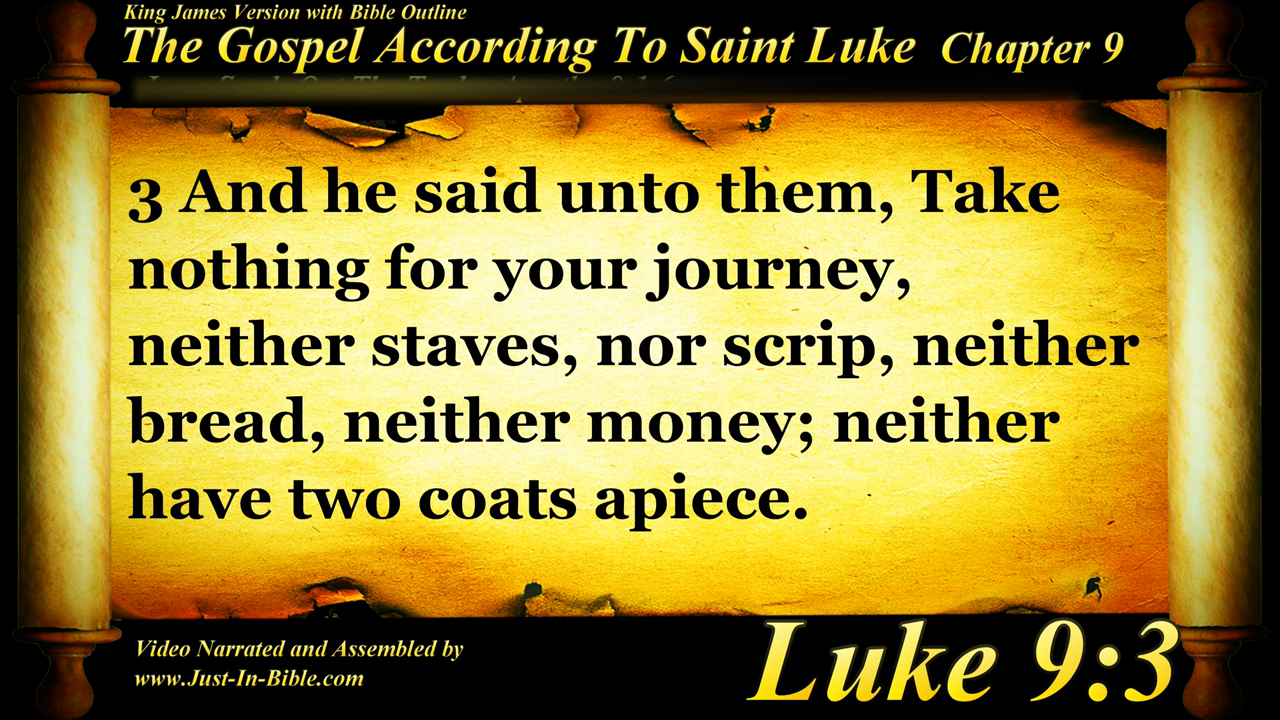 King James Version with Bible Outline
The Gospel According To Saint Luke Chapter 9
3 And he said unto them, Take
nothing for your journey,
neither staves, nor scrip, neither
bread, neither money; neither
have two coats apiece.
Video Narrated and Assembled by
www.Just-In-Bible.com
Luke 9:3